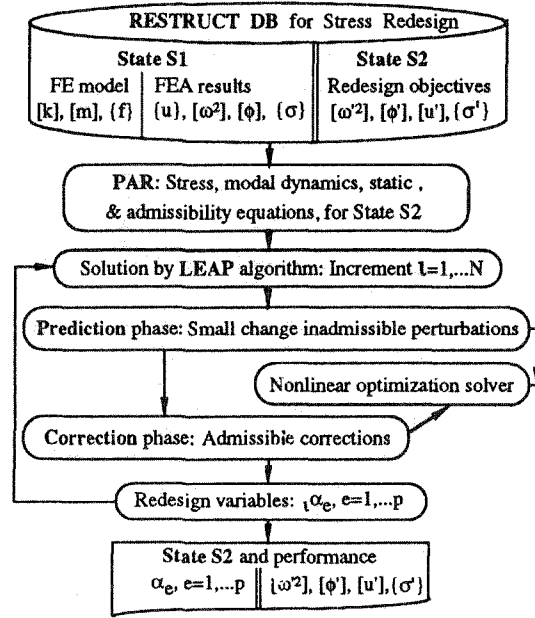 RESTRUCT DB for Stress Redesign
State S1
State S2
FE model
FEA results
Redesign objectives
[k], [m], {f}
{u}, [ω²], [ϕ], {σ}
[ω'²], [ϕ'], [u'], {σ'}
PAR: Stress, modal dynamics, static ,
& admissibility equations, for State S2
Solution by LEAP algorithm: Increment l=1,...N
Prediction phase: Small change inadmissible perturbations
Nonlinear optimization solver
Correction phase: Admissible corrections
Redesign variables: ₗαₑ, e=1,...p
State S2 and performance
αₑ, e=1,...p
[ω'²], [ϕ'], [u'],{σ'}